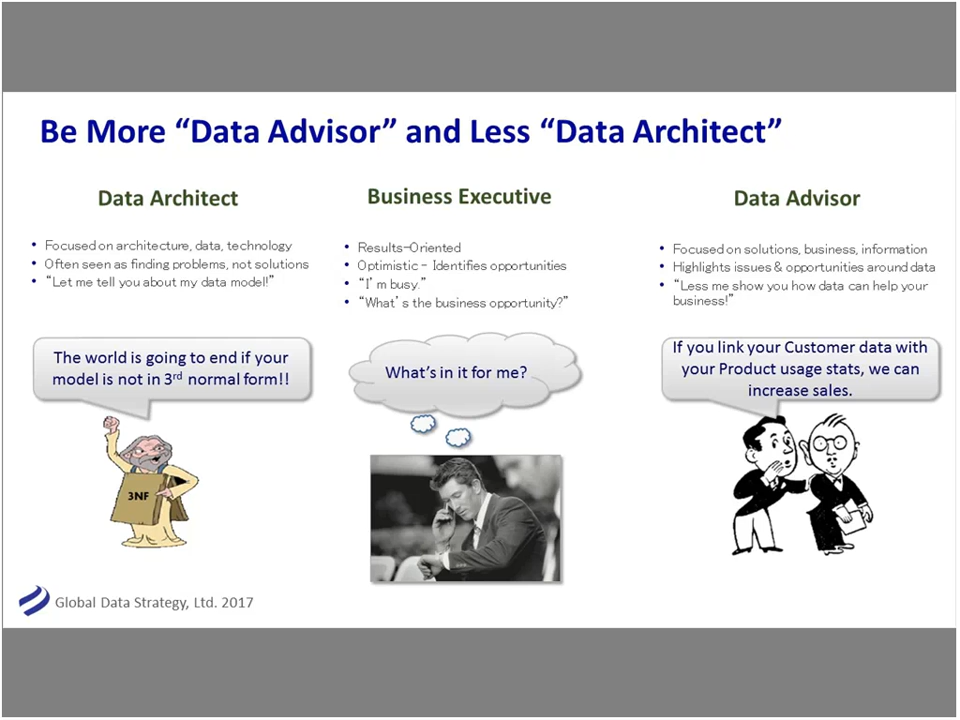 Be More “Data Advisor” and Less “Data Architect”
Data Architect
• Focused on architecture, data, technology
• Often seen as finding problems, not solutions
• “Let me tell you about my data model!”
The world is going to end if your
model is not in 3rd normal form!!
3NF
Business Executive
• Results-Oriented
• Optimistic – Identifies opportunities
• “I’m busy.”
• “What’s the business opportunity?”
What’s in it for me?
Data Advisor
• Focused on solutions, business, information
• Highlights issues & opportunities around data
• “Less me show you how data can help your
business!”
If you link your Customer data with
your Product usage stats, we can
increase sales.
Global Data Strategy, Ltd. 2017